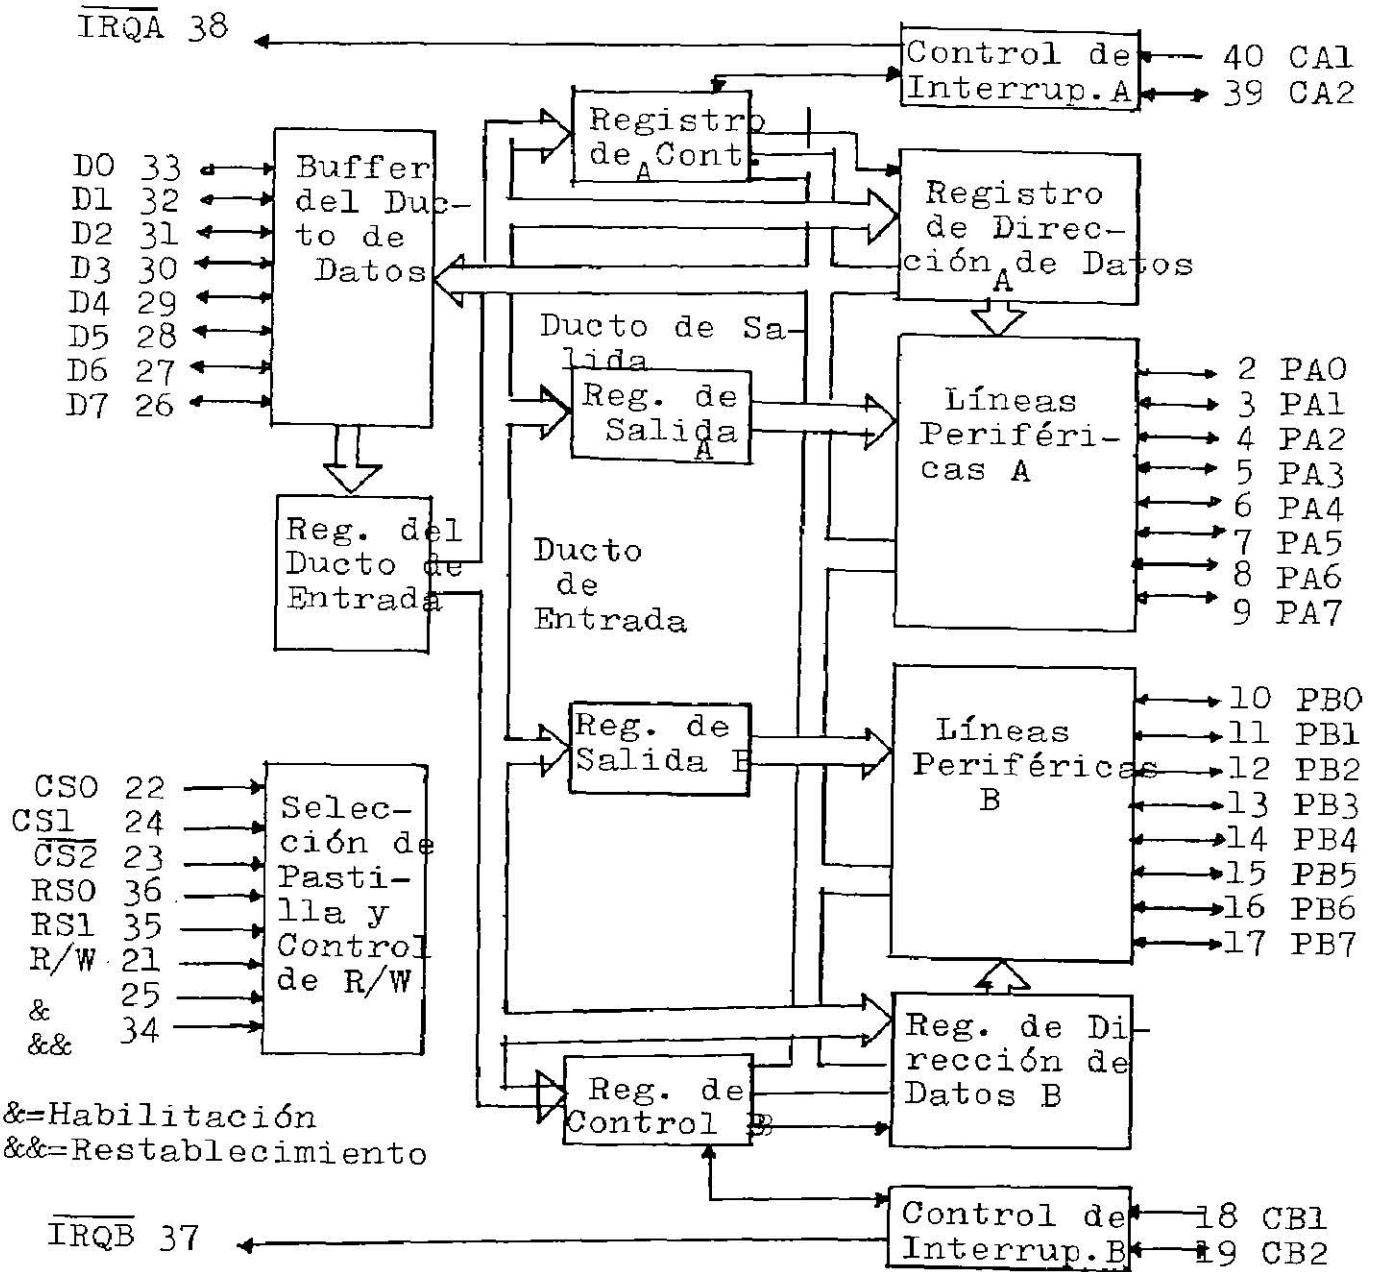 IRQA 38
Control de
Interrup.A
40 CA1
39 CA2
Registro
de Cont.
A
D0 33
D1 32
D2 31
D3 30
D4 29
D5 28
D6 27
D7 26
Buffer
del Duc-
to de
Datos
Registro
de Direc-
ción de Datos
A
Ducto de Sa-
lida
Reg. de
Salida
A
Líneas
Periféri-
cas A
2 PA0
3 PA1
4 PA2
5 PA3
6 PA4
7 PA5
8 PA6
9 PA7
Reg. del
Ducto de
Entrada
Ducto
de
Entrada
Reg. de
Salida B
Líneas
Periféricas
B
10 PB0
11 PB1
12 PB2
13 PB3
14 PB4
15 PB5
16 PB6
17 PB7
CS0 22
CS1 24
CS2 23
RS0 36
RS1 35
R/W 21
25
&
34
&&
Selec-
ción de
Pasti-
lla y
Control
de R/W
Reg. de Di-
rección de
Datos B
Reg. de
Control B
&=Habilitación
&&=Restablecimiento
IRQB 37
Control de
Interrup.B
18 CB1
19 CB2